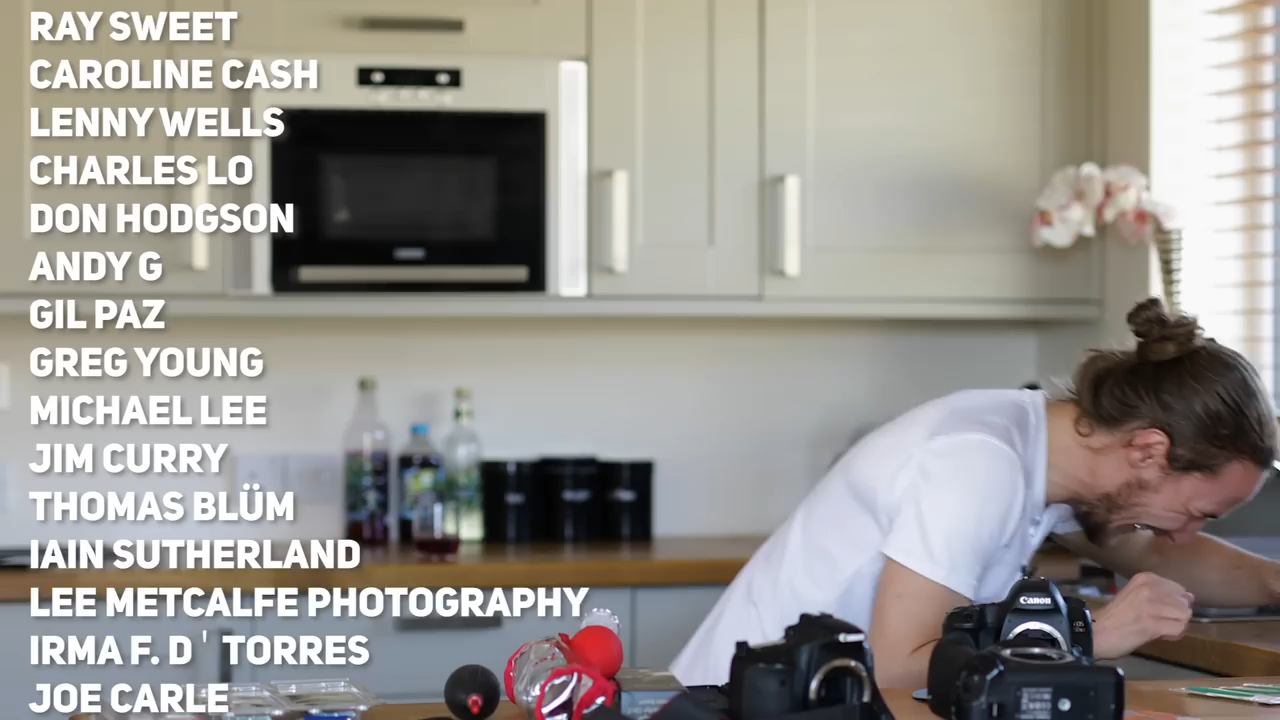 RAY SWEET
CAROLINE CASH
LENNY WELLS
CHARLES LO
DON HODGSON
ANDY G
GIL PAZ
GREG YOUNG
MICHAEL LEE
JIM CURRY
THOMAS BLÜM
IAIN SUTHERLAND
LEE METCALFE PHOTOGRAPHY
IRMA F. D ' TORRES
JOE CARLE
Canon